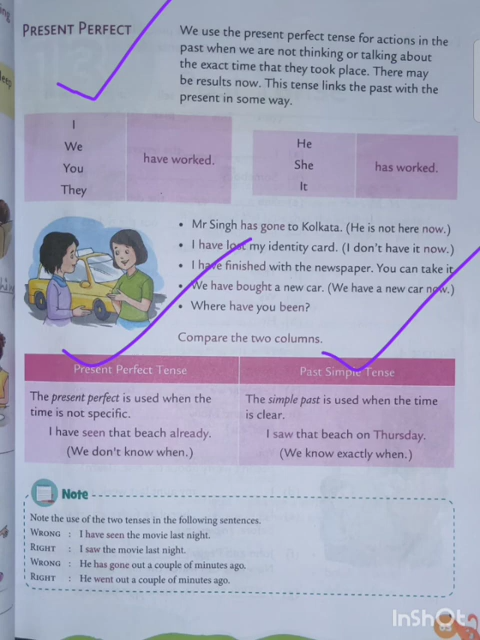 PRESENT PERFECT
We use the present perfect tense for actions in the
past when we are not thinking or talking about
the exact time that they took place. There may
be results now. This tense links the past with the
present in some way.
I
We
You
They
have worked.
He
She
It
has worked.
• Mr Singh has gone to Kolkata. (He is not here now.)
• I have lost my identity card. (I don't have it now.)
• I have finished with the newspaper. You can take it
• We have bought a new car. (We have a new car now.)
• Where have you been?
Compare the two columns.
Present Perfect Tense
The present perfect is used when the
time is not specific.
I have seen that beach already.
(We don't know when.)
Past Simple Tense
The simple past is used when the time
is clear.
I saw that beach on Thursday.
(We know exactly when.)
Note
Note the use of the two tenses in the following sentences.
WRONG : I have seen the movie last night.
RIGHT : I saw the movie last night.
WRONG : He has gone out a couple of minutes ago.
RIGHT : He went out a couple of minutes ago.
InShOt